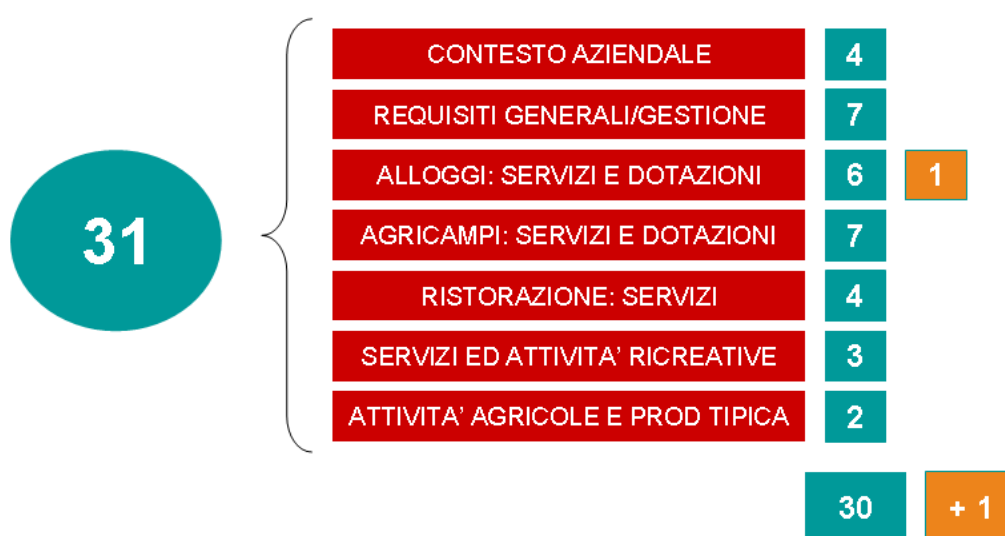 31
CONTESTO AZIENDALE 4
REQUISITI GENERALI/GESTIONE 7
ALLOGGI: SERVIZI E DOTAZIONI 6 1
AGRICAMPI: SERVIZI E DOTAZIONI 7
RISTORAZIONE: SERVIZI 4
SERVIZI ED ATTIVITA' RICREATIVE 3
ATTIVITA' AGRICOLE E PROD TIPICA 2
30 + 1